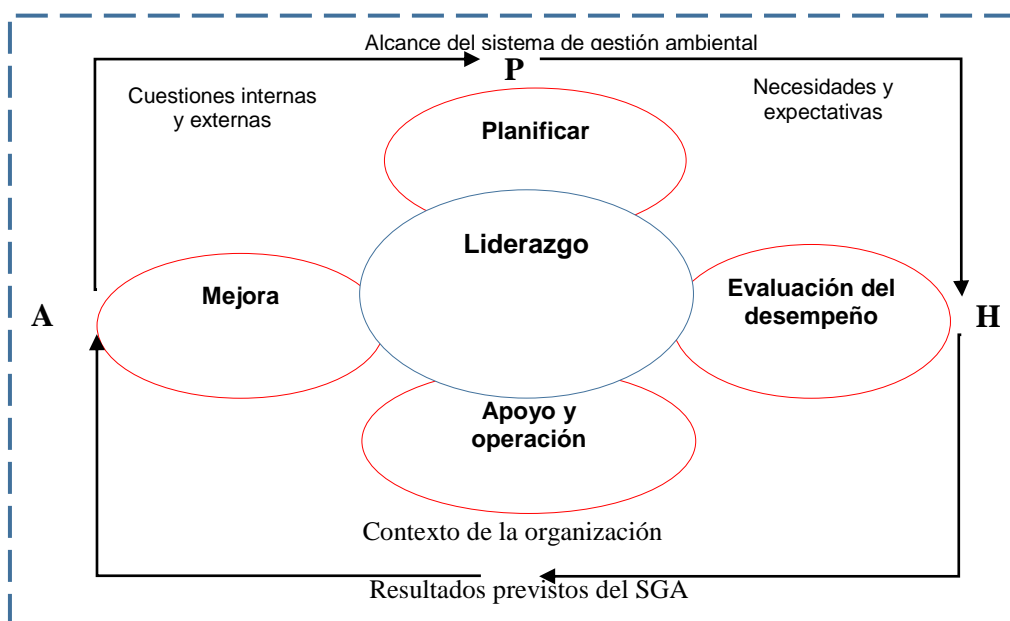 Alcance del sistema de gestión ambiental
P
Cuestiones internas
y externas
Necesidades y
expectativas
Planificar
Liderazgo
Mejora
Evaluación del
desempeño
A
H
Apoyo y
operación
Contexto de la organización
Resultados previstos del SGA